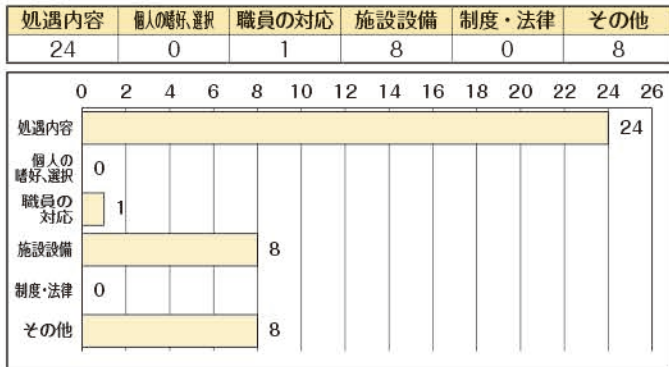 処遇内容 個人の嗜好、選択 職員の対応 施設設備 制度・法律 その他
24 0 1 8 0 8
0 2 4 6 8 10 12 14 16 18 20 22 24 26
処遇内容 24
個人の
嗜好、選択 0
職員の
対応 1
施設設備 8
制度・法律 0
その他 8